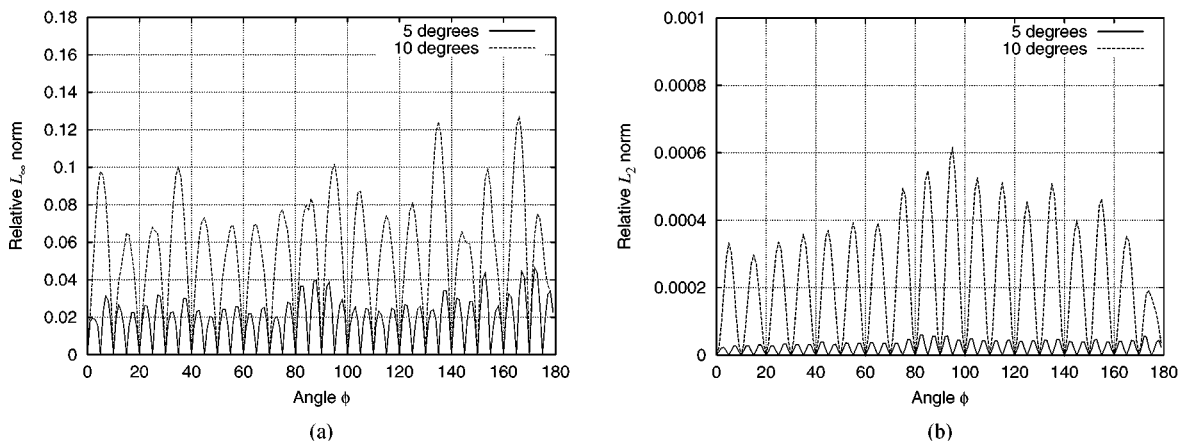 0.18
0.16
0.14
0.12
0.1
0.08
0.06
0.04
0.02
0
Relative L∞ norm
5 degrees
10 degrees
0 20 40 60 80 100 120 140 160 180
Angle ϕ
(a)
0.001
0.0008
0.0006
0.0004
0.0002
0
Relative L2 norm
5 degrees
10 degrees
0 20 40 60 80 100 120 140 160 180
Angle ϕ
(b)